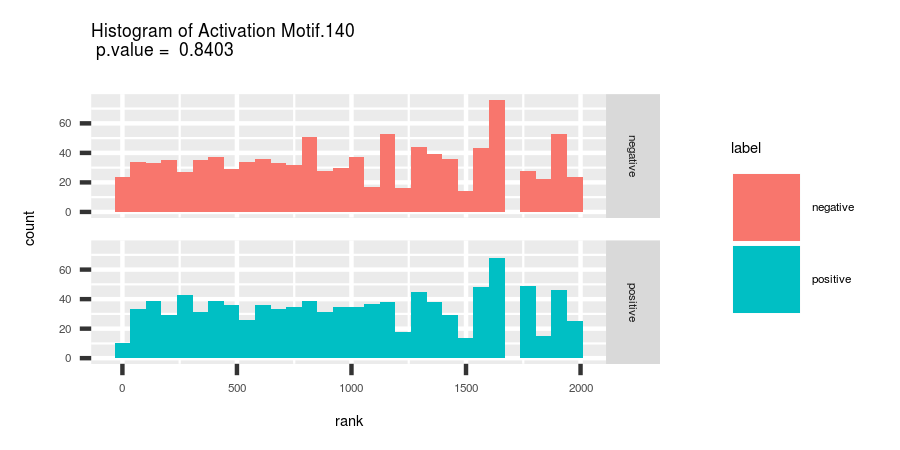 Histogram of Activation Motif.140
p.value = 0.8403
count
60
40
20
0
negative
60
40
20
0
positive
0 500 1000 1500 2000
rank
label
negative
positive